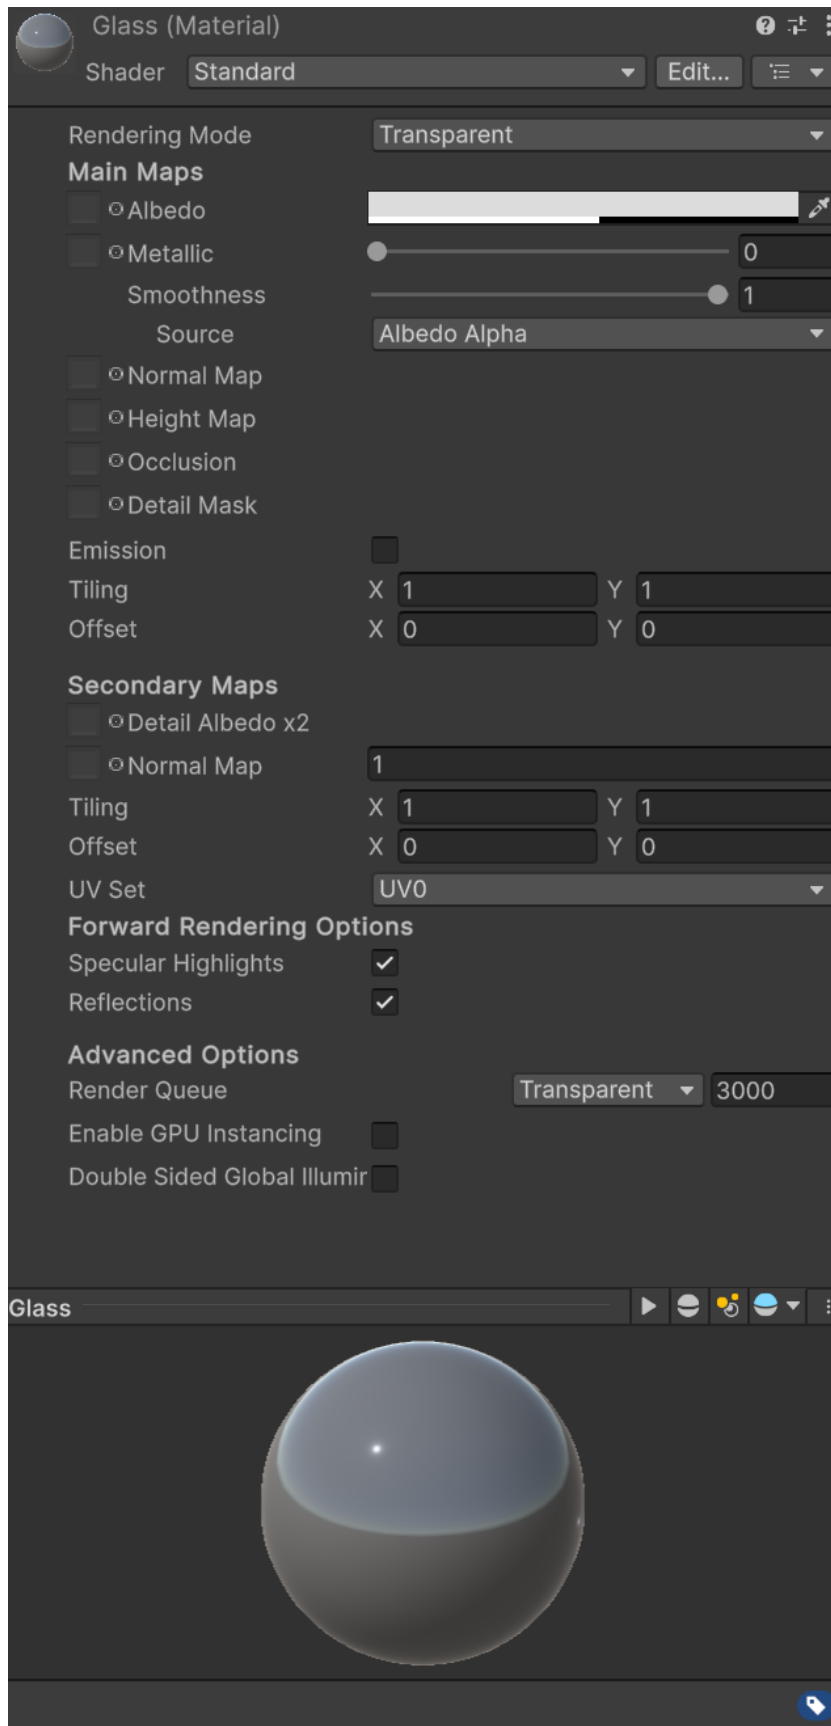 Glass (Material)
Shader Standard Edit...
Rendering Mode Transparent
Main Maps
Albedo
Metallic 0
Smoothness 1
Source Albedo Alpha
Normal Map
Height Map
Occlusion
Detail Mask
Emission
Tiling X 1 Y 1
Offset X 0 Y 0
Secondary Maps
Detail Albedo x2
Normal Map 1
Tiling X 1 Y 1
Offset X 0 Y 0
UV Set UV0
Forward Rendering Options
Specular Highlights
Reflections
Advanced Options
Render Queue Transparent 3000
Enable GPU Instancing
Double Sided Global Illumir
Glass